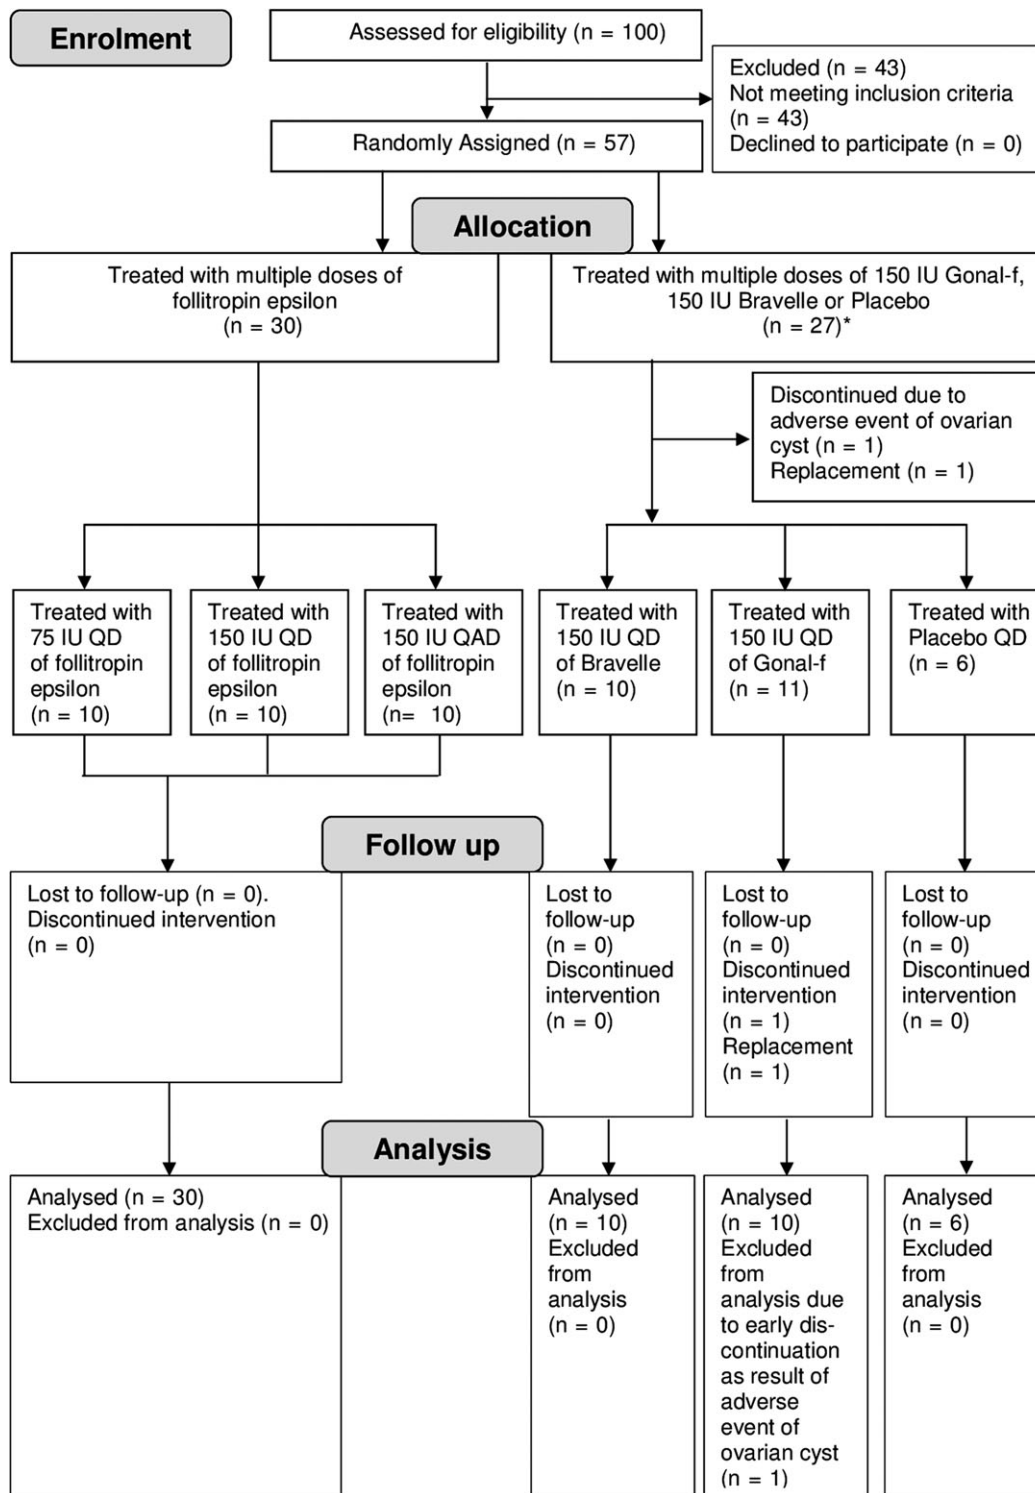 Enrolment
Assessed for eligibility (n = 100)
Excluded (n = 43)
Not meeting inclusion criteria
(n = 43)
Declined to participate (n = 0)
Randomly Assigned (n = 57)
Allocation
Treated with multiple doses of
follitropin epsilon
(n = 30)
Treated with multiple doses of 150 IU Gonal-f,
150 IU Bravelle or Placebo
(n = 27)*
Discontinued due to
adverse event of ovarian
cyst (n = 1)
Replacement (n = 1)
Treated with
75 IU QD
of follitropin
epsilon
(n = 10)
Treated with
150 IU QD
of follitropin
epsilon
(n = 10)
Treated with
150 IU QAD
of follitropin
epsilon
(n= 10)
Treated with
150 IU QD
of Bravelle
(n = 10)
Treated with
150 IU QD
of Gonal-f
(n = 11)
Treated with
Placebo QD
(n = 6)
Follow up
Lost to follow-up (n = 0).
Discontinued intervention
(n = 0)
Lost to
follow-up
(n = 0)
Discontinued
intervention
(n = 0)
Lost to
follow-up
(n = 0)
Discontinued
intervention
(n = 1)
Replacement
(n = 1)
Lost to
follow-up
(n = 0)
Discontinued
intervention
(n = 0)
Analysis
Analysed (n = 30)
Excluded from analysis (n = 0)
Analysed
(n = 10)
Excluded
from
analysis
(n = 0)
Analysed
(n = 10)
Excluded
from
analysis due
to early dis-
continuation
as result of
adverse
event of
ovarian cyst
(n = 1)
Analysed
(n = 6)
Excluded
from
analysis
(n = 0)